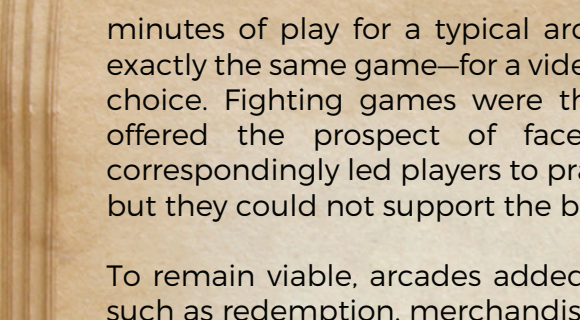 minutes of play for a typical arc
exactly the same game—for a vide
choice. Fighting games were th
offered the prospect of face
correspondingly led players to pra
but they could not support the b
To remain viable, arcades added
such as redemption, merchandis